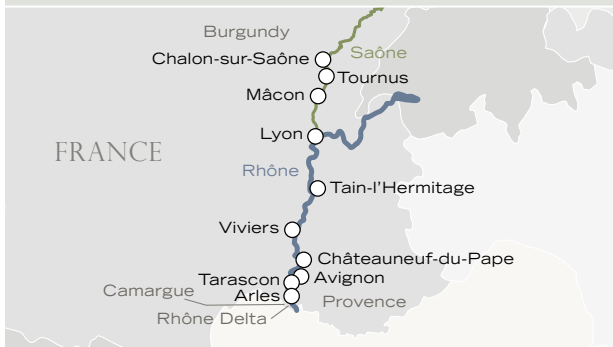 Burgundy
Chalon-sur-Saône
Saône
Tournus
Mâcon
Lyon
FRANCE
Rhône
Tain-l'Hermitage
Viviers
Châteauneuf-du-Pape
Avignon
Tarascon
Camargue
Arles
Provence
Rhône Delta